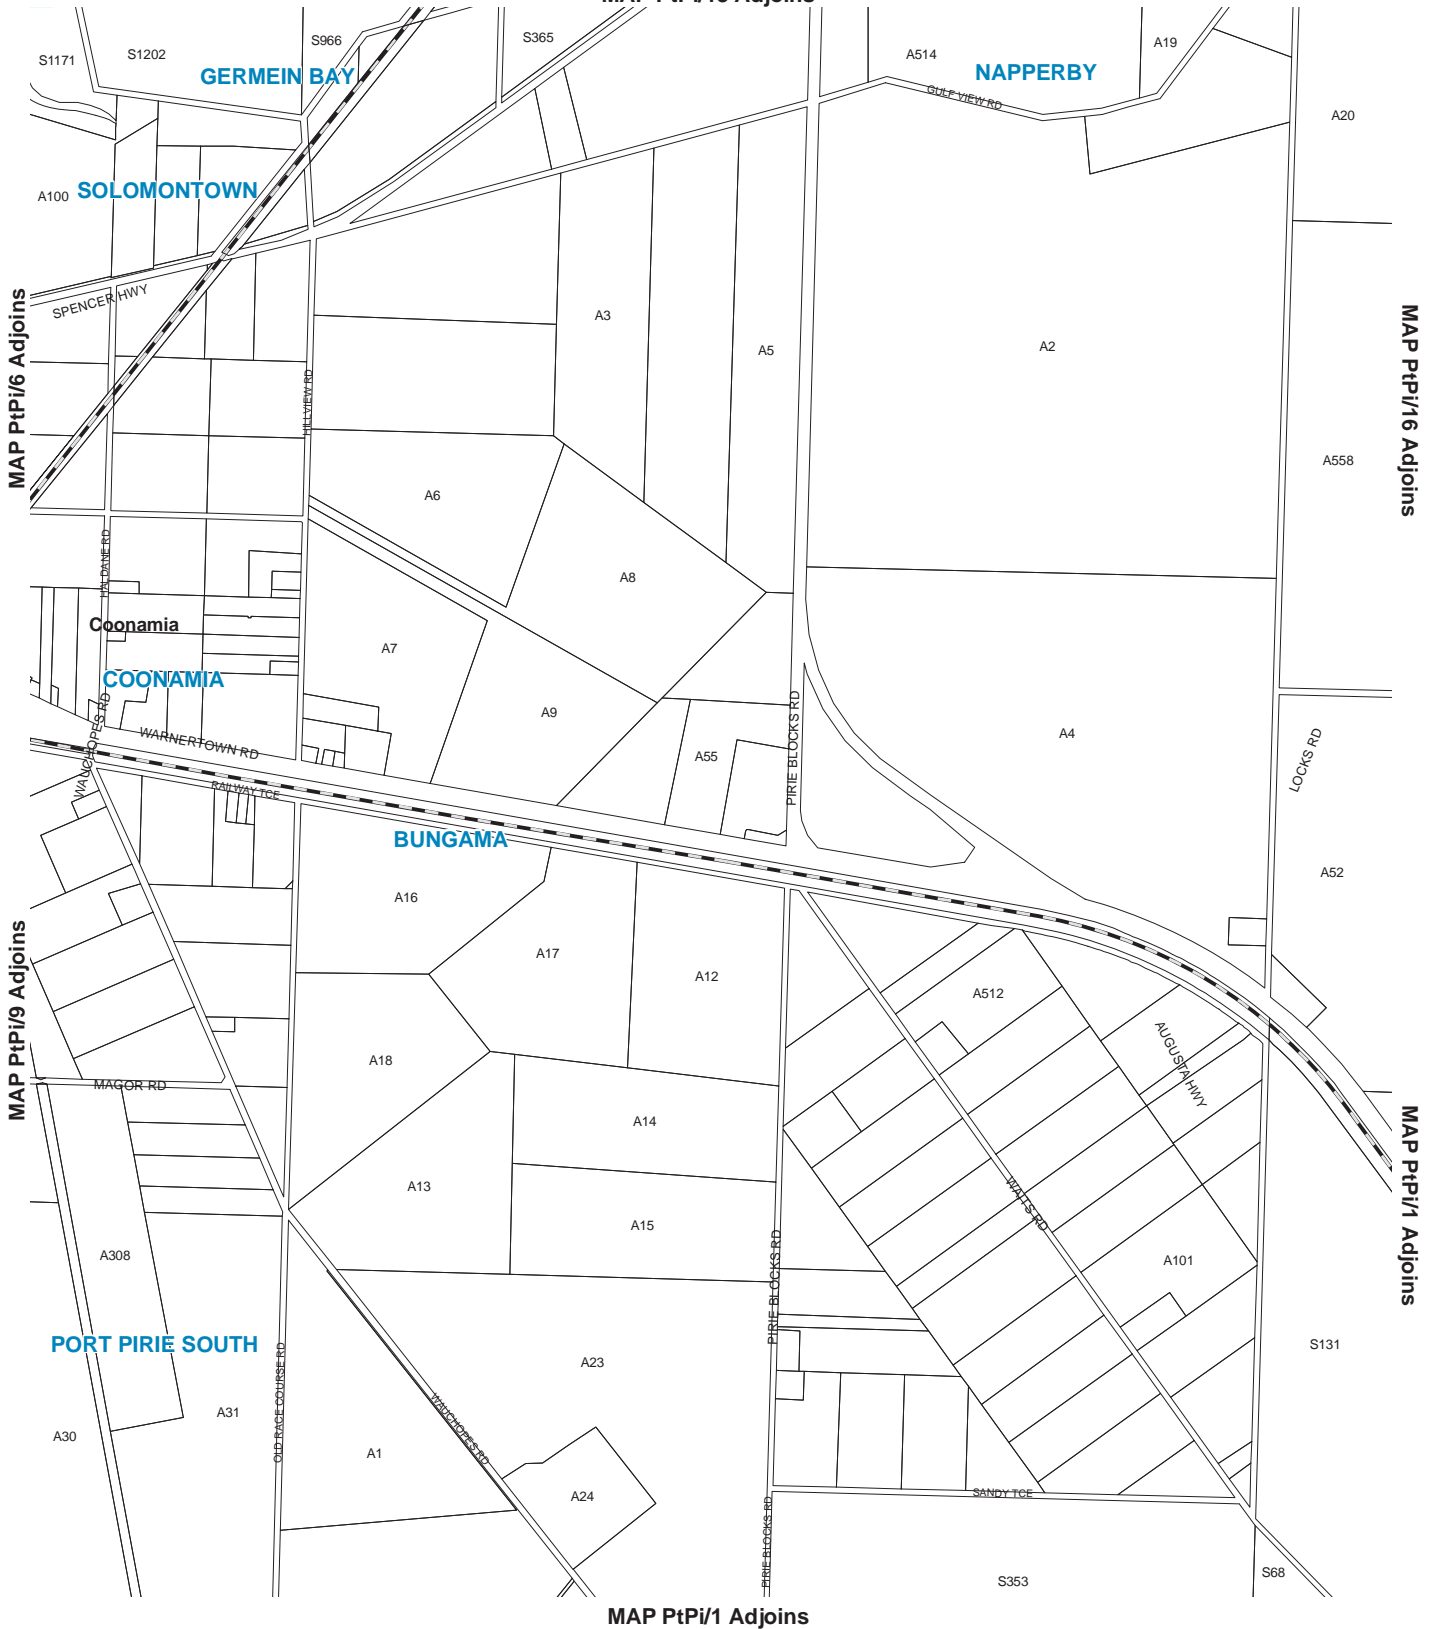 S1171
S1202
S966
S365
A514
A19
GERMEIN BAY
NAPPERBY
GULF VIEW RD
A20
A100
SOLOMONTOWN
SPENCER HWY
MAP PtPi/6 Adjoins
MAP PtPi/16 Adjoins
A3
A5
A2
HILLVIEW RD
A558
A6
A8
HALDANE RD
Coonamia
A7
COONAMIA
A9
WAUCHOPES RD
WARNERTOWN RD
A55
PIRIE BLOCKS RD
A4
LOCKS RD
RAILWAY TCE
BUNGAMA
A52
A16
A17
A12
A512
MAP PtPi/9 Adjoins
A18
AUGUSTA HWY
MAGOR RD
A14
A13
A15
WAITS RD
MAP PtPi/1 Adjoins
A308
A101
PIRIE BLOCKS RD
PORT PIRIE SOUTH
A23
S131
OLD RACE COURSE RD
A31
A30
WAUCHOPES RD
A1
A24
SANDY TCE
PIRIE BLOCKS RD
S353
S68
MAP PtPi/1 Adjoins